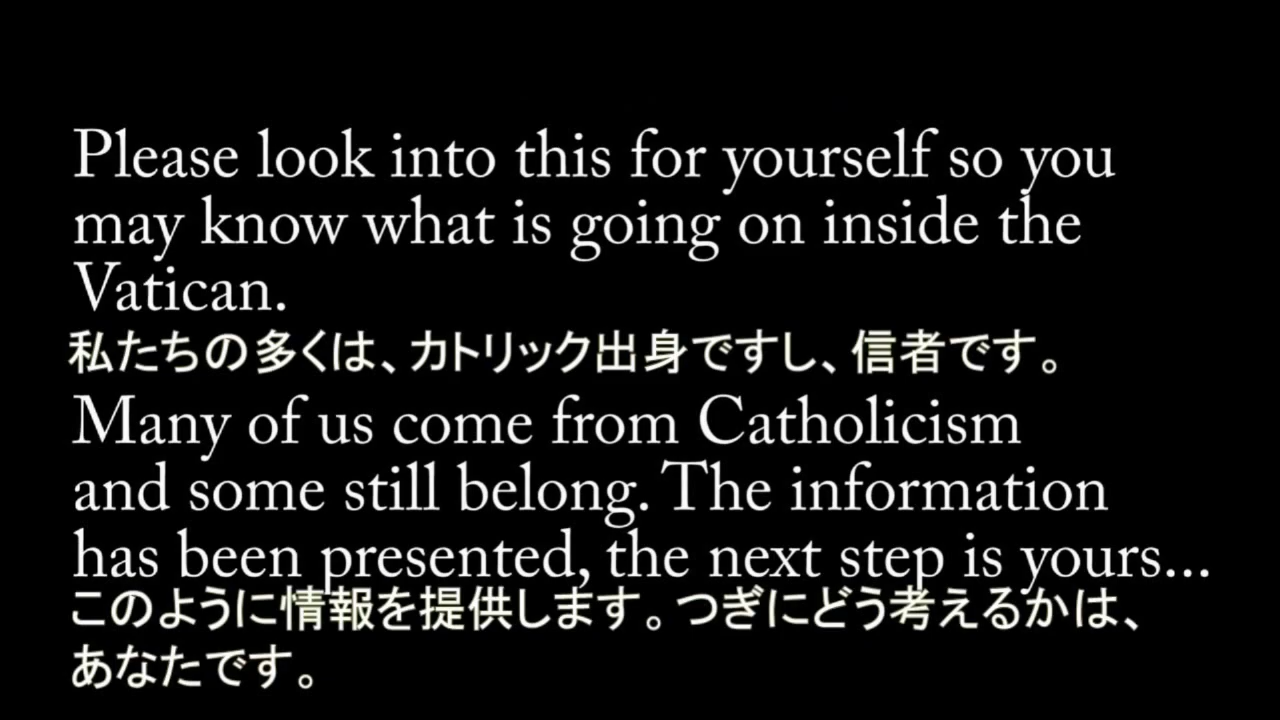 Please look into this for yourself so you
may know what is going on inside the
Vatican.
私たちの多くは、カトリック出身ですし、信者です。
Many of us come from Catholicism
and some still belong. The information
has been presented, the next step is yours...
このように情報を提供します。つぎにどう考えるかは、
あなたです。